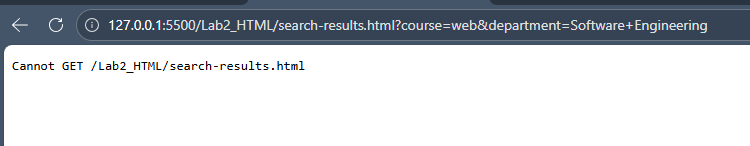 127.0.0.1:5500/Lab2_HTML/search-results.html?course=web&department=Software+Engineering
Cannot GET /Lab2_HTML/search-results.html